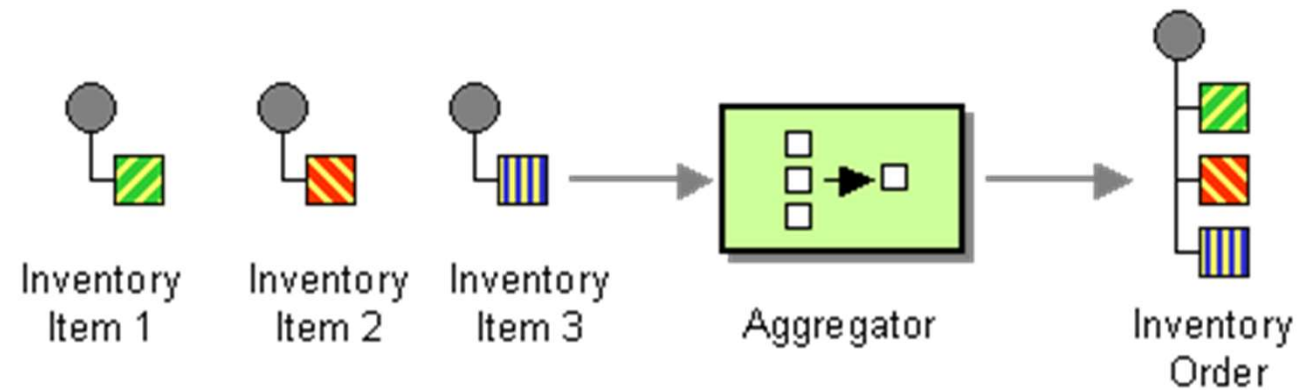 Inventory
Item 1
Inventory
Item 2
Inventory
Item 3
Aggregator
Inventory
Order